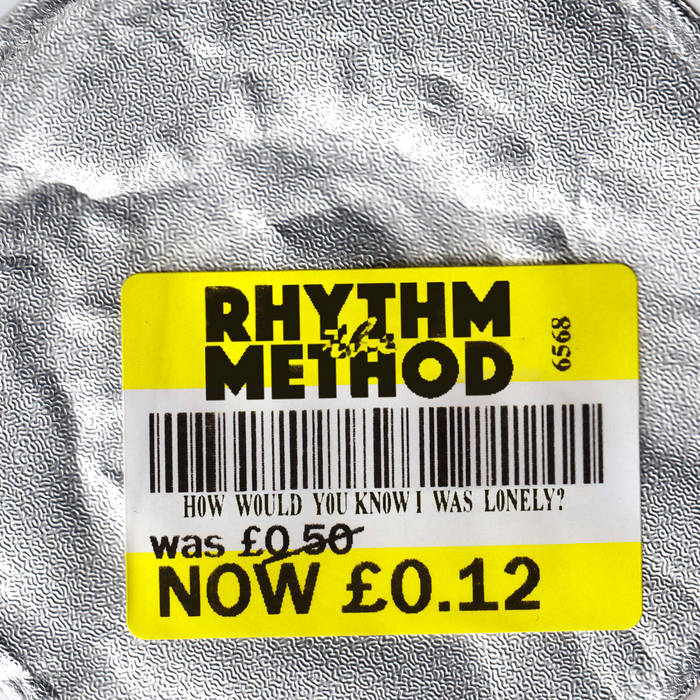 RHYTHM
the
METHOD
6568
HOW WOULD YOU KNOW I WAS LONELY?
was £0.50
NOW £0.12